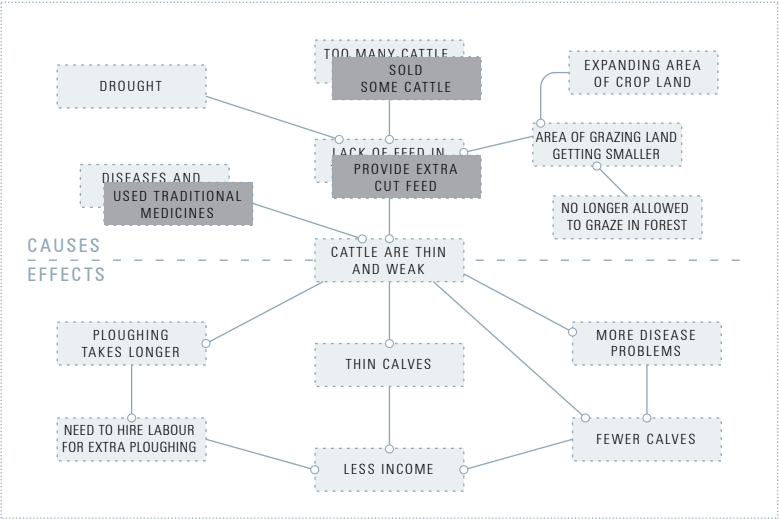 TOO MANY CATTLE
SOLD
SOME CATTLE
EXPANDING AREA
OF CROP LAND
DROUGHT
AREA OF GRAZING LAND
GETTING SMALLER
LACK OF FEED IN
PROVIDE EXTRA
CUT FEED
DISEASES AND
USED TRADITIONAL
MEDICINES
NO LONGER ALLOWED
TO GRAZE IN FOREST
CAUSES
EFFECTS
CATTLE ARE THIN
AND WEAK
PLOUGHING
TAKES LONGER
THIN CALVES
MORE DISEASE
PROBLEMS
NEED TO HIRE LABOUR
FOR EXTRA PLOUGHING
LESS INCOME
FEWER CALVES